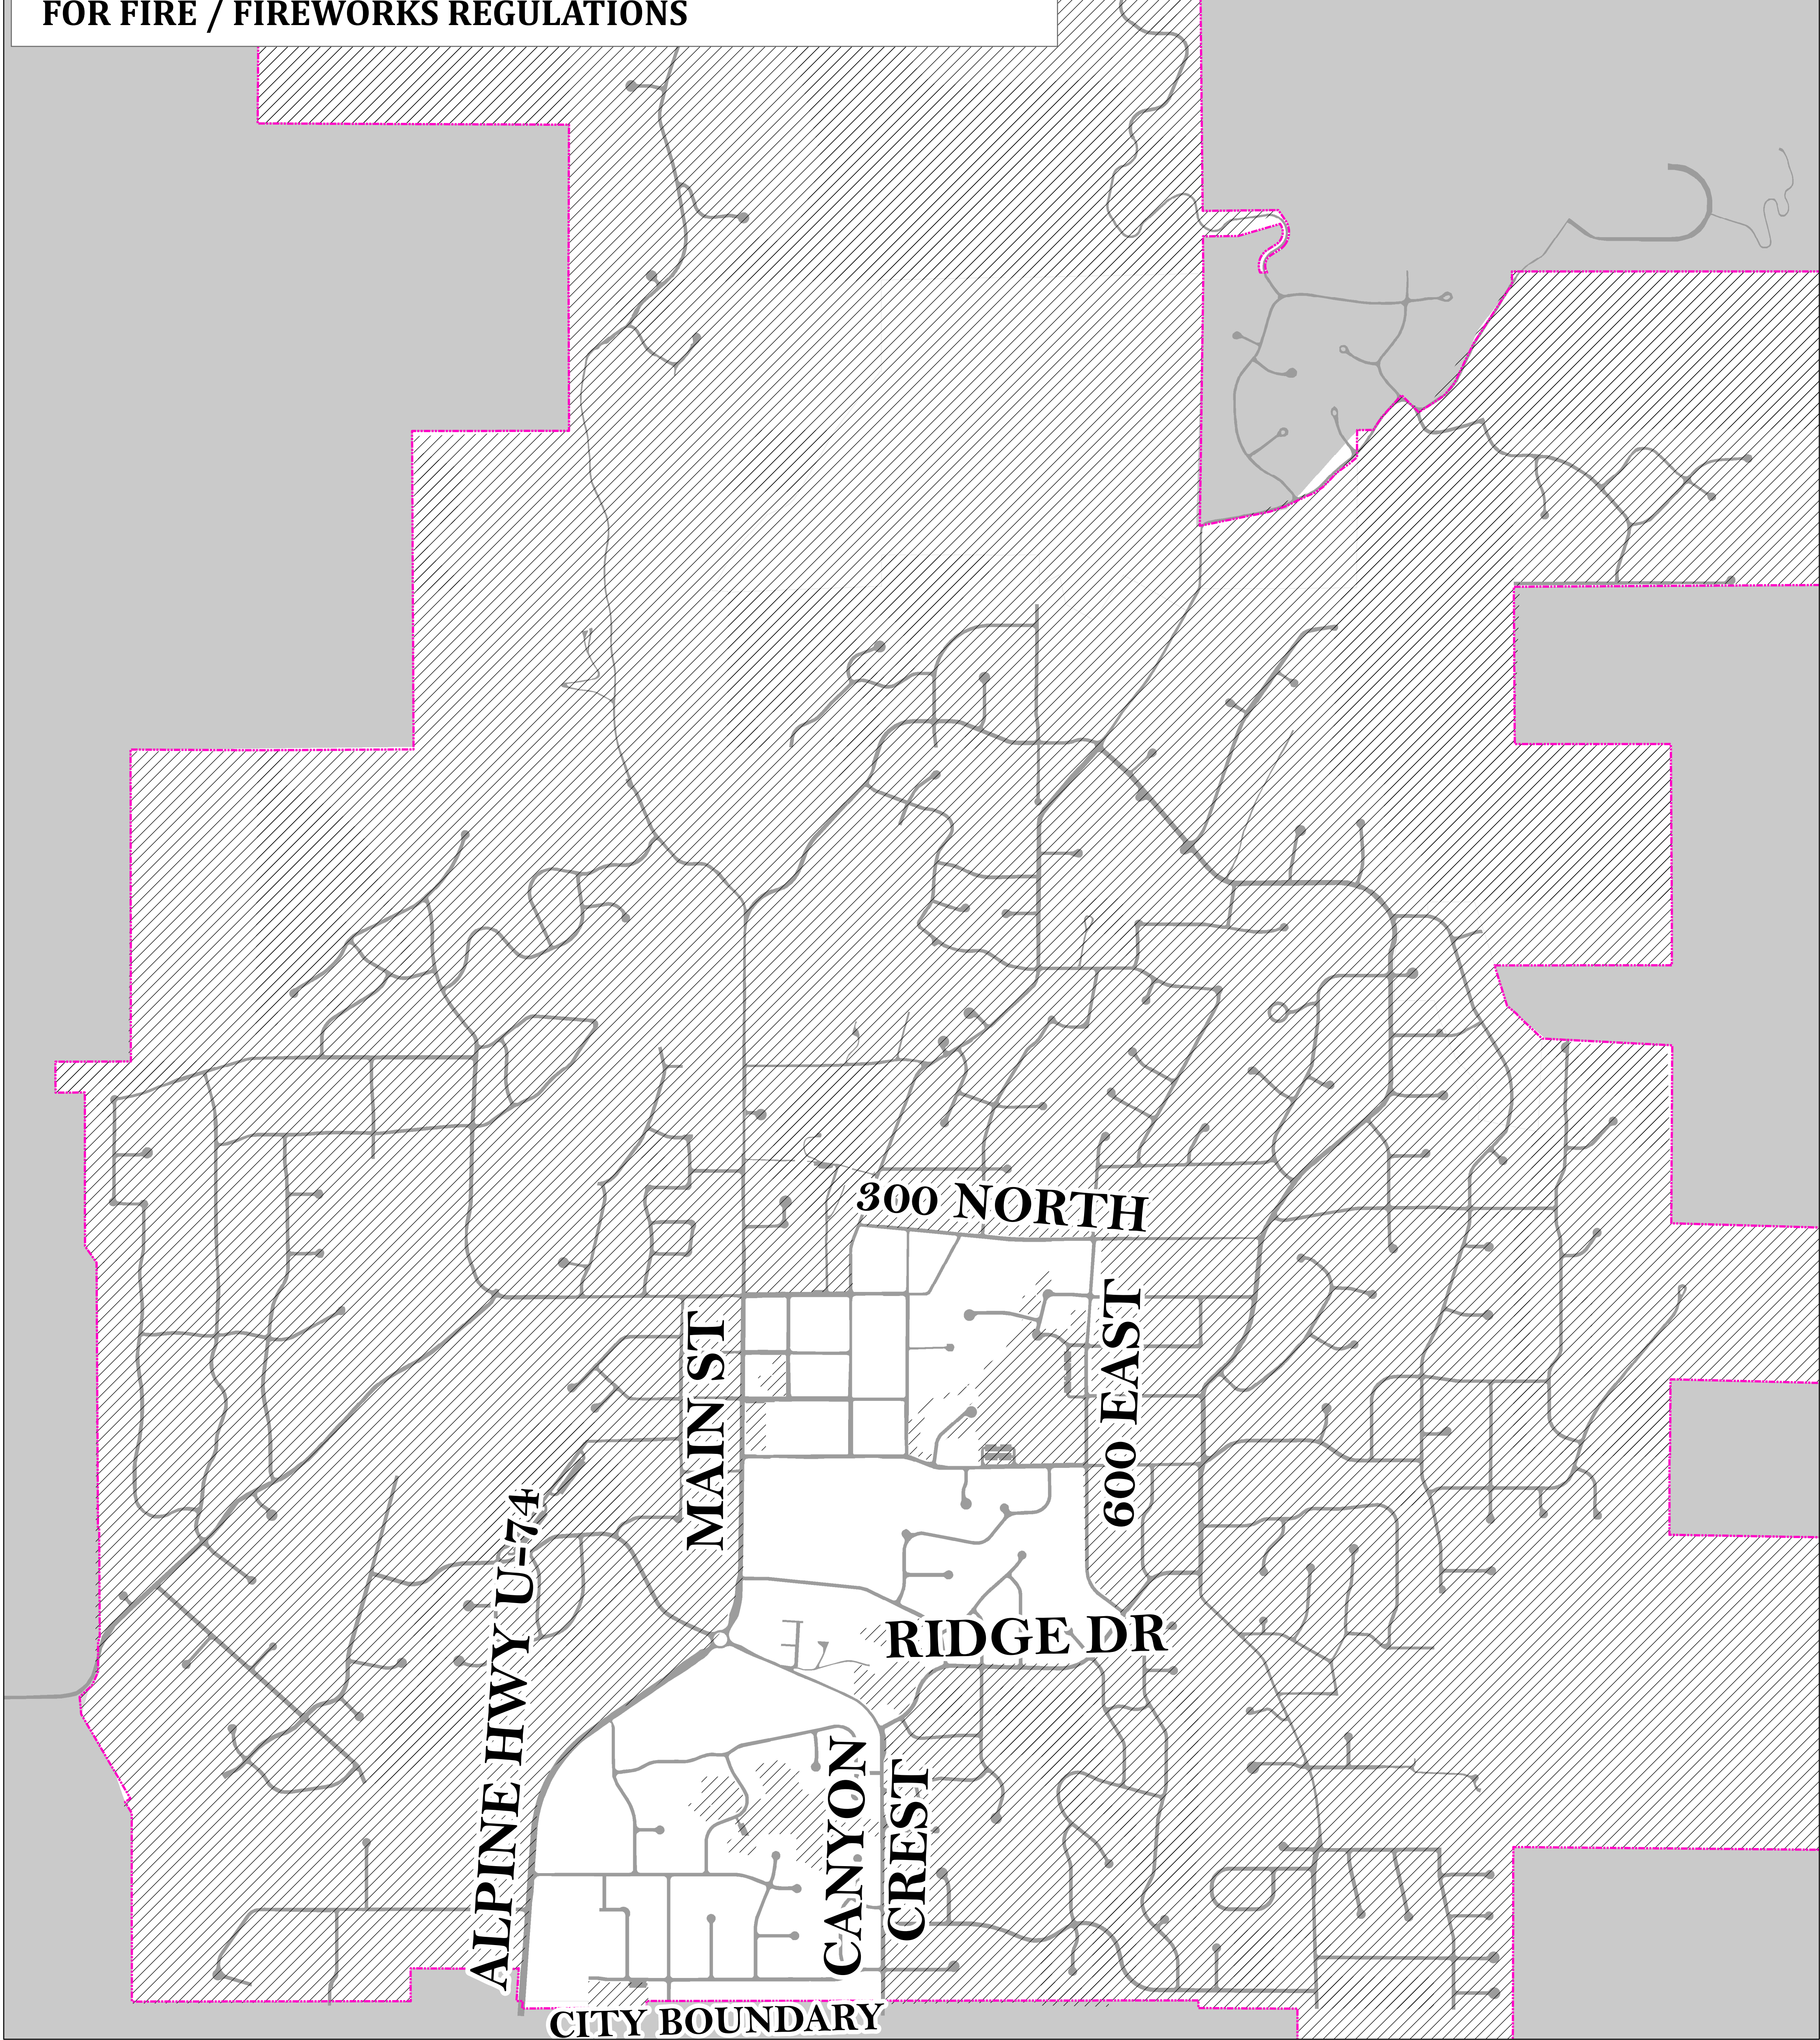 FOR FIRE / FIREWORKS REGULATIONS
300 NORTH
MAIN ST
600 EAST
ALPINE HWY U-74
RIDGE DR
CANYON
CREST
CITY BOUNDARY